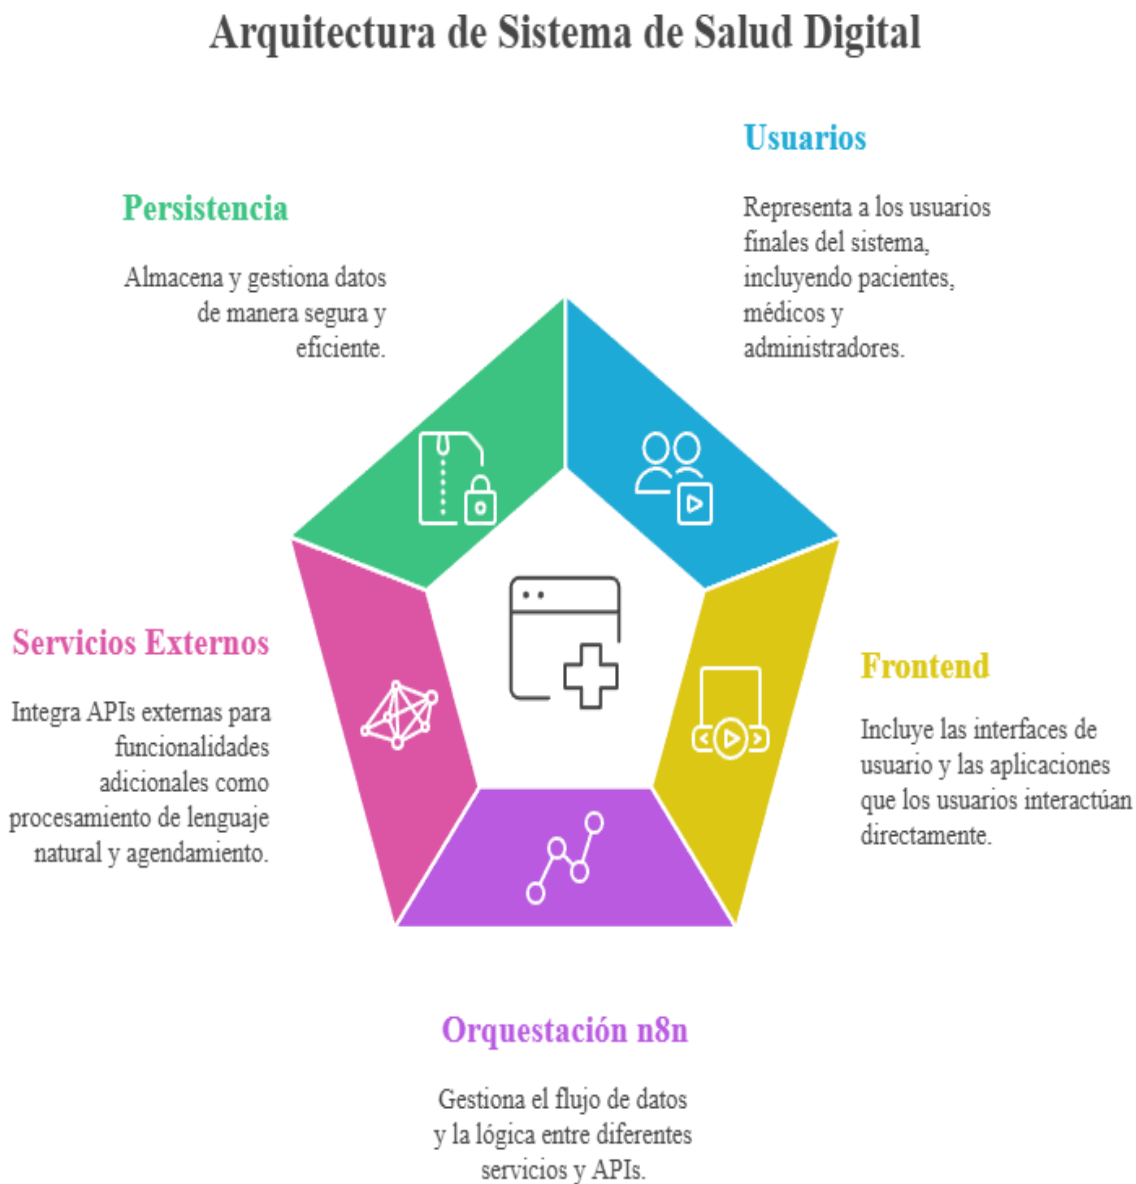 Arquitectura de Sistema de Salud Digital
Usuarios
Representa a los usuarios
finales del sistema,
incluyendo pacientes,
médicos y
administradores.
Persistencia
Almacena y gestiona datos
de manera segura y
eficiente.
Servicios Externos
Integra APIs externas para
funcionalidades
adicionales como
procesamiento de lenguaje
natural y agendamiento.
Frontend
Incluye las interfaces de
usuario y las aplicaciones
que los usuarios interactúan
directamente.
Orquestación n8n
Gestiona el flujo de datos
y la lógica entre diferentes
servicios y APIs.